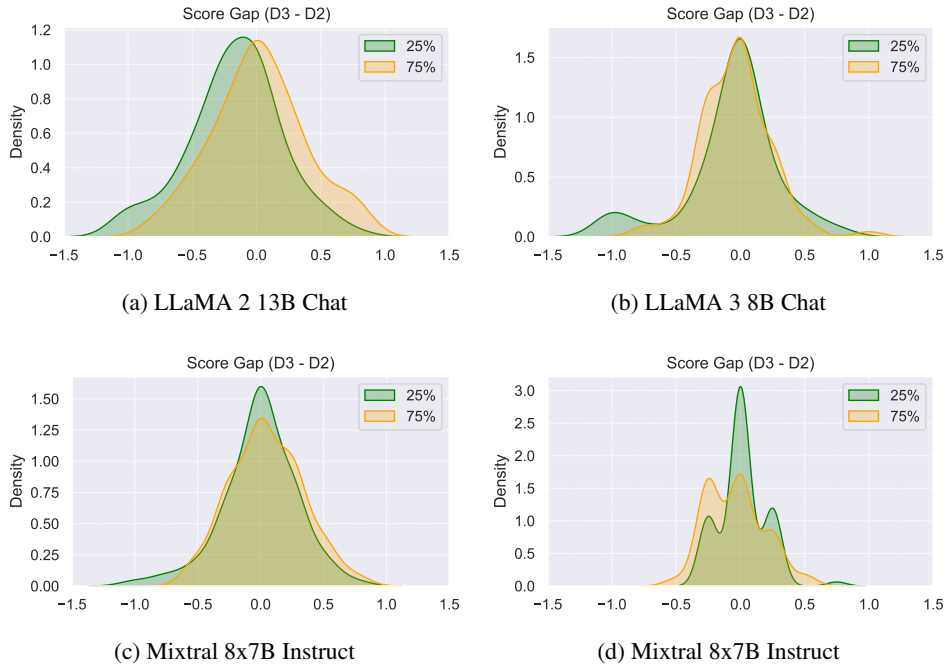 Score Gap (D3 - D2)
1.2
1.0
0.8
0.6
0.4
0.2
0.0
Density
25%
75%
−1.5 −1.0 −0.5 0.0 0.5 1.0 1.5
(a) LLaMA 2 13B Chat
Score Gap (D3 - D2)
1.5
1.0
0.5
0.0
Density
25%
75%
−1.5 −1.0 −0.5 0.0 0.5 1.0 1.5
(b) LLaMA 3 8B Chat
Score Gap (D3 - D2)
1.50
1.25
1.00
0.75
0.50
0.25
0.00
Density
25%
75%
−1.5 −1.0 −0.5 0.0 0.5 1.0 1.5
(c) Mixtral 8x7B Instruct
Score Gap (D3 - D2)
3.0
2.5
2.0
1.5
1.0
0.5
0.0
Density
25%
75%
−1.5 −1.0 −0.5 0.0 0.5 1.0 1.5
(d) Mixtral 8x7B Instruct